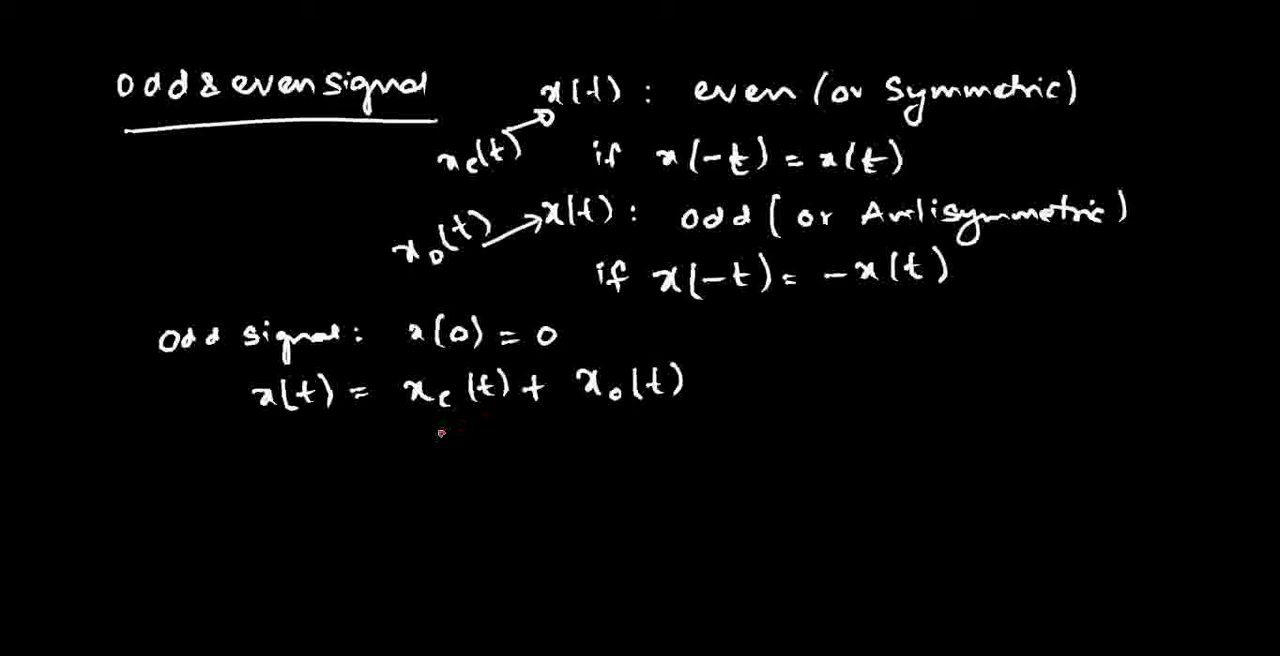 odd & even signal
x(t) : even (or Symmetric)
xe(t)
if x(-t) = x(t)
x(t) : odd (or Antisymmetric)
xo(t)
if x(-t) = -x(t)
odd signal : x(0) = 0
x(t) = xe(t) + xo(t)